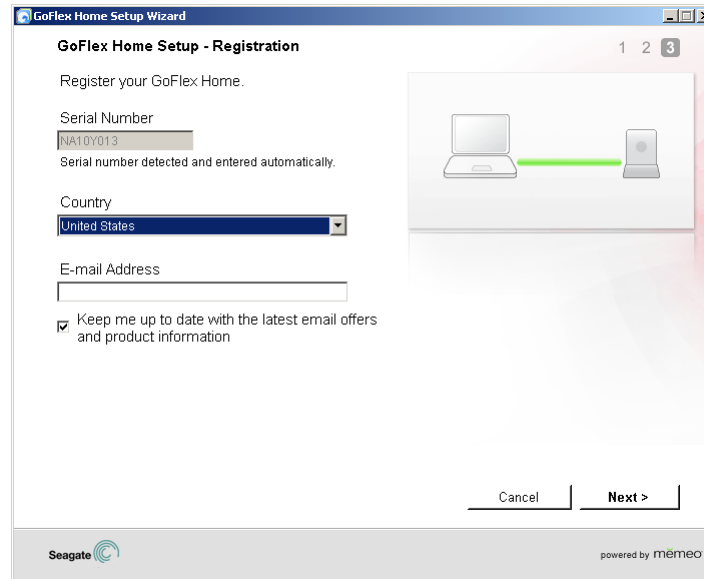 GoFlex Home Setup Wizard
GoFlex Home Setup - Registration
1 2 3
Register your GoFlex Home.
Serial Number
NA10Y013
Serial number detected and entered automatically.
Country
United States
E-mail Address
Keep me up to date with the latest email offers
and product information
Cancel
Next >
Seagate
powered by mēmeo